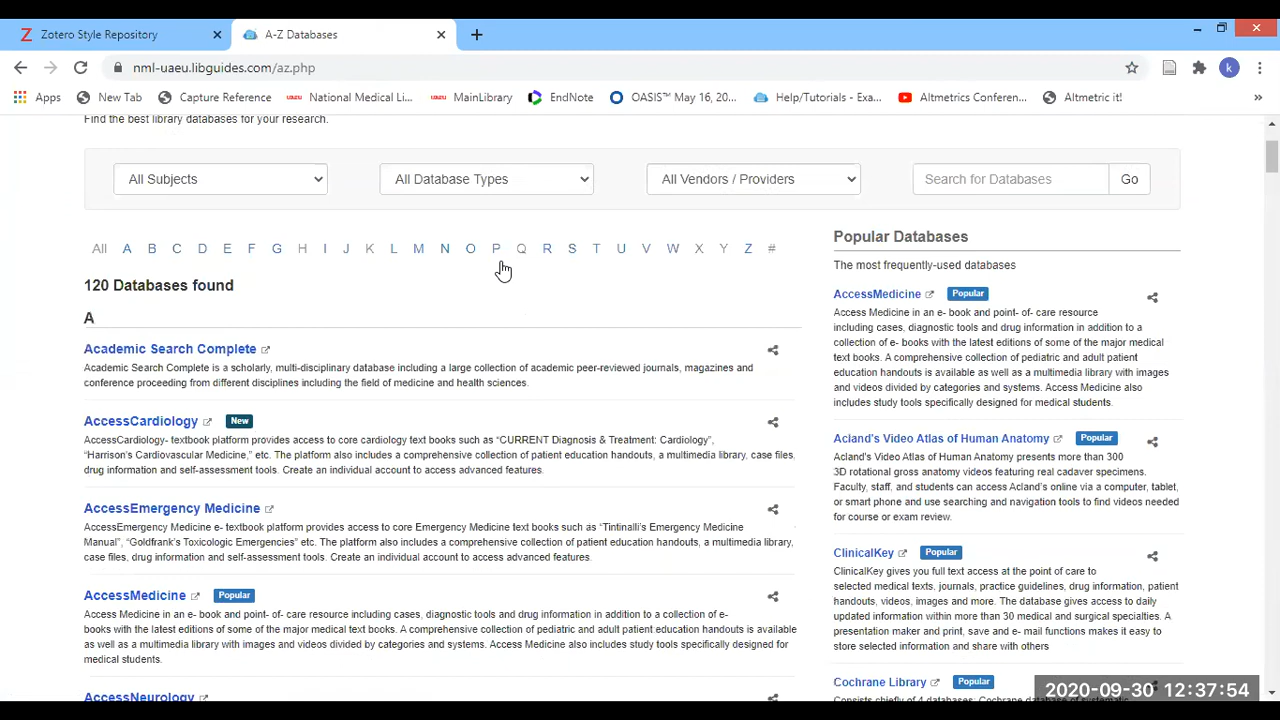 Zotero Style Repository
A-Z Databases
nml-uaeu.libguides.com/az.php
k
Apps
New Tab
Capture Reference
National Medical Li...
MainLibrary
EndNote
OASIS™ May 16, 20...
Help/Tutorials - Exa...
Altmetrics Conferen...
Altmetric it!
»
Find the best library databases for your research.
All Subjects
All Database Types
All Vendors / Providers
Search for Databases
Go
All A B C D E F G H I J K L M N O P Q R S T U V W X Y Z #
120 Databases found
A
Academic Search Complete
Academic Search Complete is a scholarly, multi-disciplinary database including a large collection of academic peer-reviewed journals, magazines and
conference proceeding from different disciplines including the field of medicine and health sciences.
AccessCardiology New
AccessCardiology- textbook platform provides access to core cardiology text books such as “CURRENT Diagnosis & Treatment: Cardiology”,
“Harrison's Cardiovascular Medicine,” etc. The platform also includes a comprehensive collection of patient education handouts, a multimedia library, case files,
drug information and self-assessment tools. Create an individual account to access advanced features.
AccessEmergency Medicine
AccessEmergency Medicine e- textbook platform provides access to core Emergency Medicine text books such as “Tintinalli's Emergency Medicine
Manual”, “Goldfrank's Toxicologic Emergencies” etc. The platform also includes a comprehensive collection of patient education handouts, a multimedia library,
case files, drug information and self-assessment tools. Create an individual account to access advanced features.
AccessMedicine Popular
Access Medicine in an e- book and point- of- care resource including cases, diagnostic tools and drug information in addition to a collection of e-
books with the latest editions of some of the major medical text books. A comprehensive collection of pediatric and adult patient education handouts is available
as well as a multimedia library with images and videos divided by categories and systems. Access Medicine also includes study tools specifically designed for
medical students.
AccessNeurology
Popular Databases
The most frequently-used databases
AccessMedicine Popular
Access Medicine in an e- book and point- of- care resource
including cases, diagnostic tools and drug information in addition to a
collection of e- books with the latest editions of some of the major medical
text books. A comprehensive collection of pediatric and adult patient
education handouts is available as well as a multimedia library with images
and videos divided by categories and systems. Access Medicine also
includes study tools specifically designed for medical students.
Acland's Video Atlas of Human Anatomy Popular
Acland's Video Atlas of Human Anatomy presents more than 300
3D rotational gross anatomy videos featuring real cadaver specimens.
Faculty, staff, and students can access Acland's online via a computer, tablet,
or smart phone and use searching and navigation tools to find videos needed
for course or exam review.
ClinicalKey Popular
ClinicalKey gives you full text access at the point of care to
selected medical texts, journals, practice guidelines, drug information, patient
handouts, videos, images and more. The database gives access to daily
updated information within more than 30 medical and surgical specialties. A
presentation maker and print, save and e- mail functions makes it easy to
store selected information and share with others
Cochrane Library Popular
Consists chiefly of 4 databases: Cochrane database of systematic
2020-09-30 12:37:54